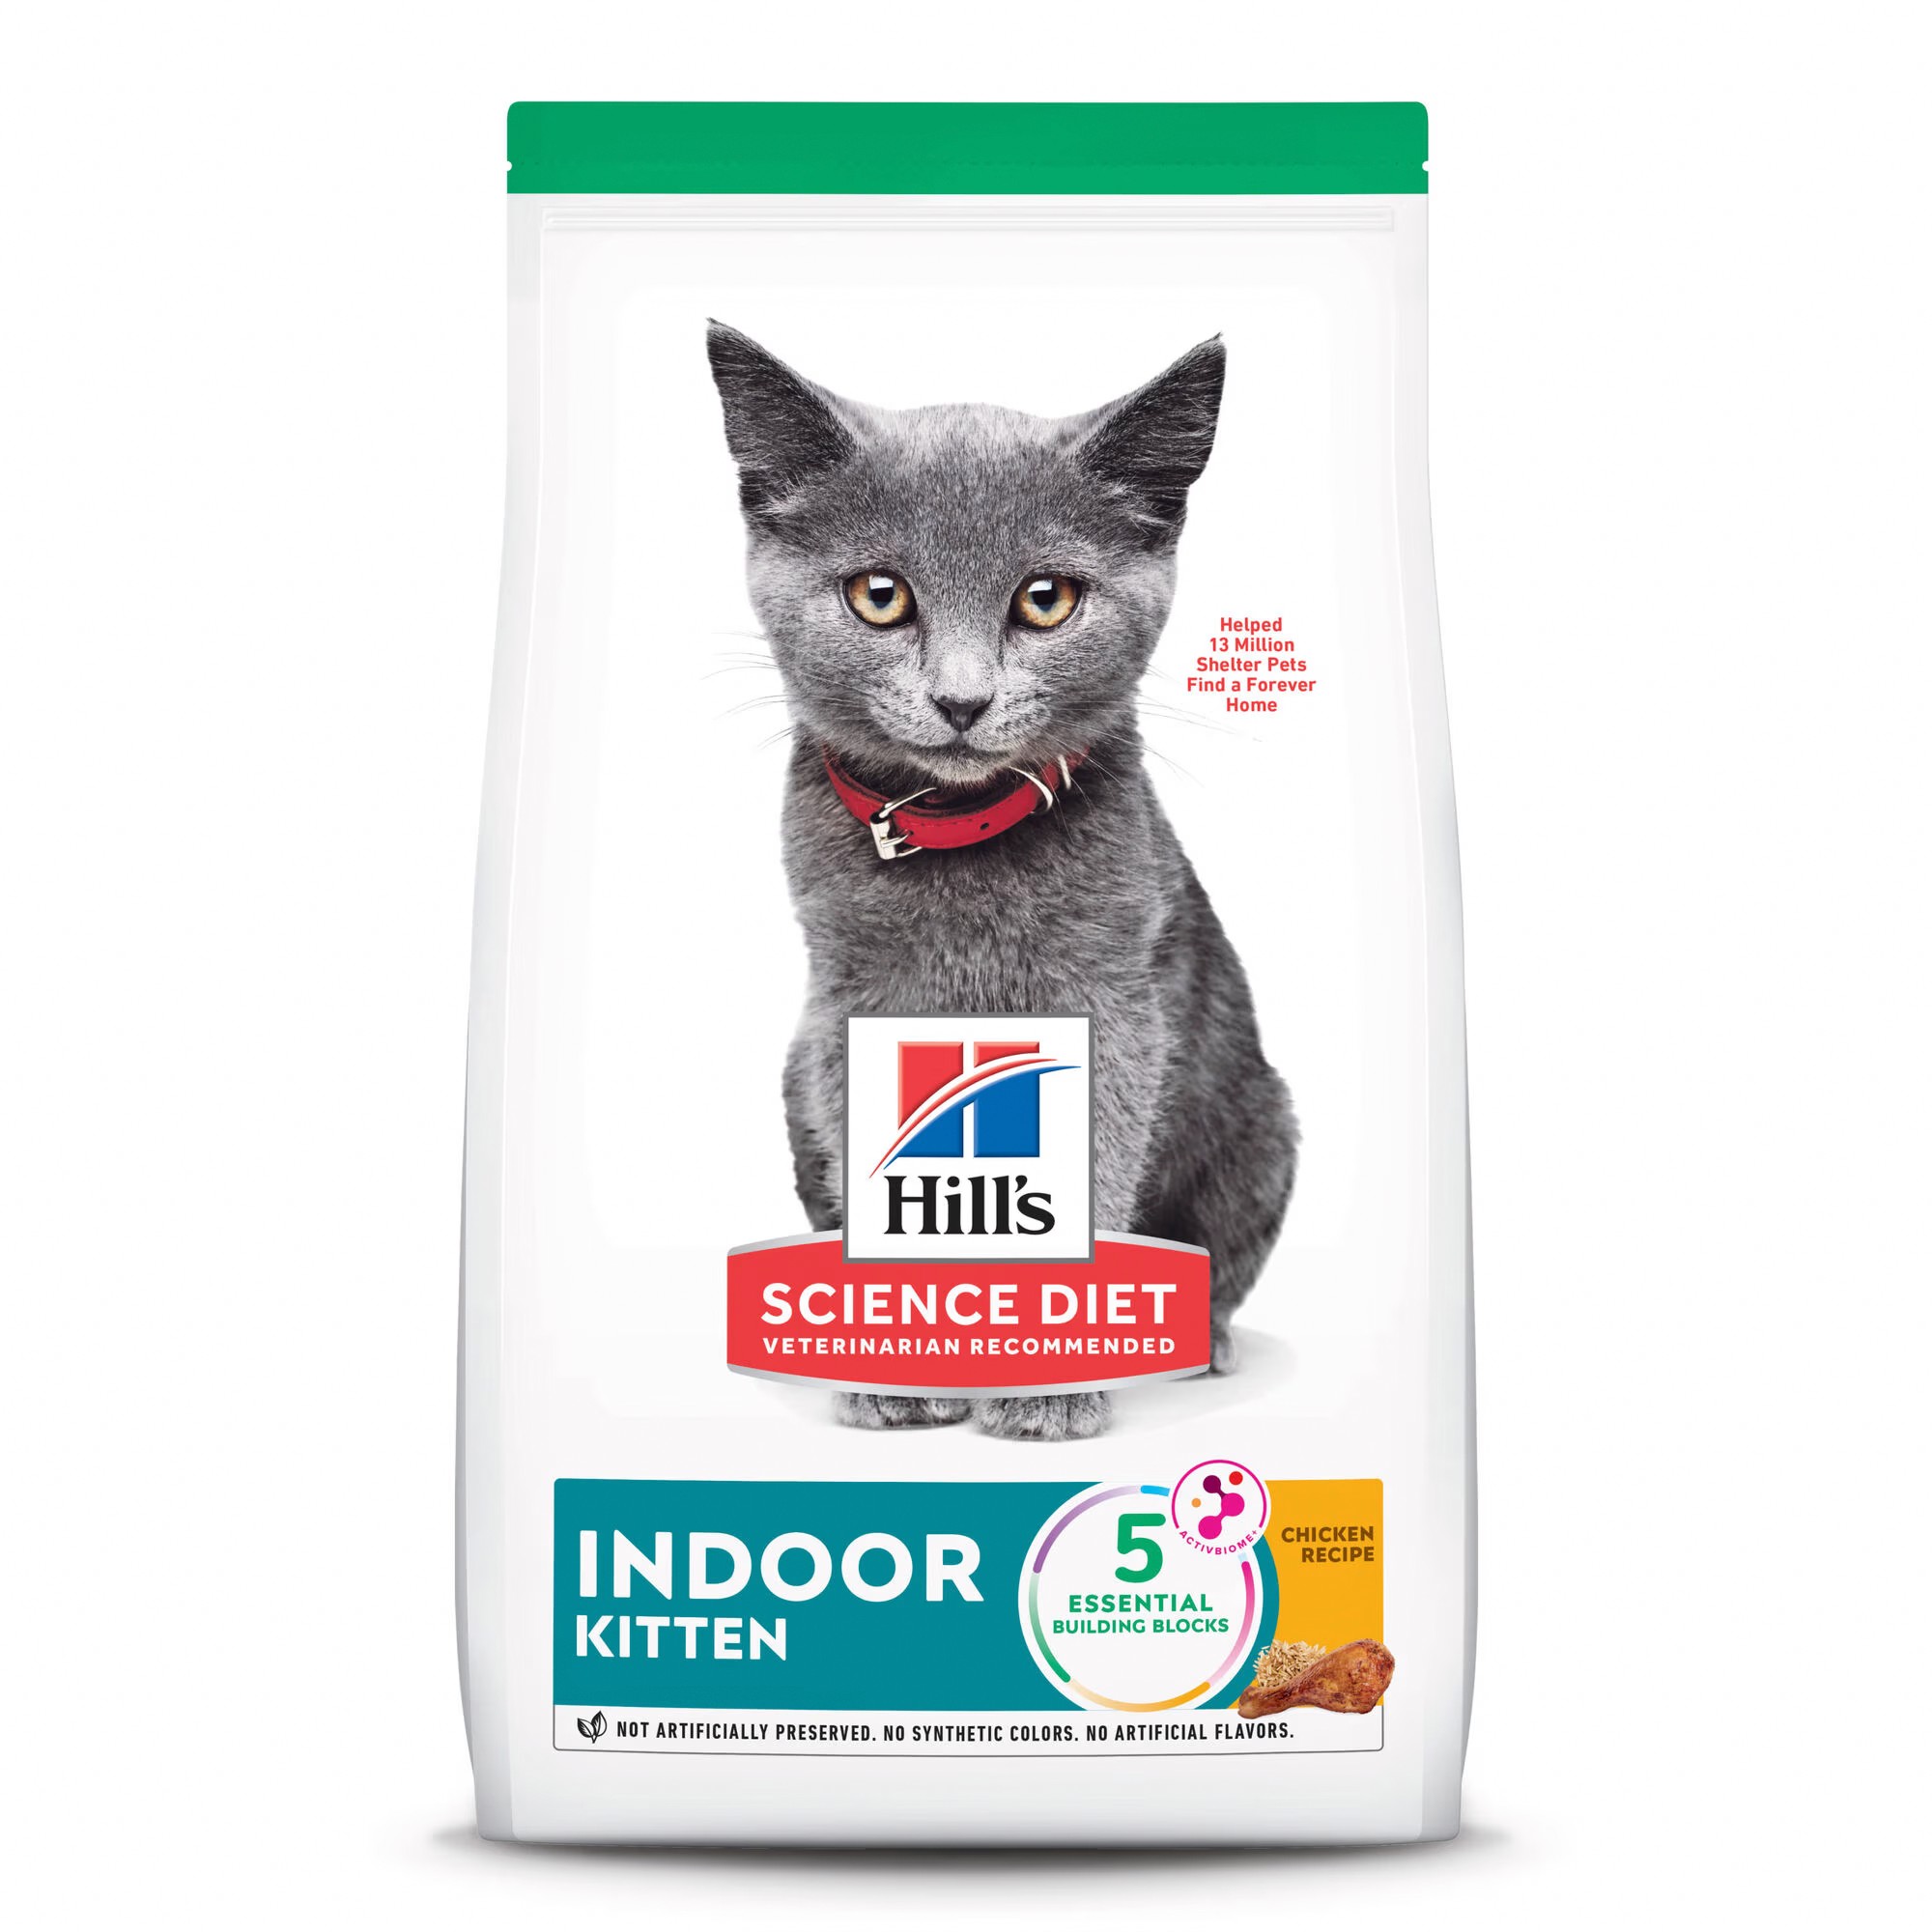 Helped
13 Million
Shelter Pets
Find a Forever
Home
Hill's
SCIENCE DIET
VETERINARIAN RECOMMENDED
INDOOR
KITTEN
5
ESSENTIAL
BUILDING BLOCKS
ACTIVBIOME+
CHICKEN
RECIPE
NOT ARTIFICIALLY PRESERVED. NO SYNTHETIC COLORS. NO ARTIFICIAL FLAVORS.